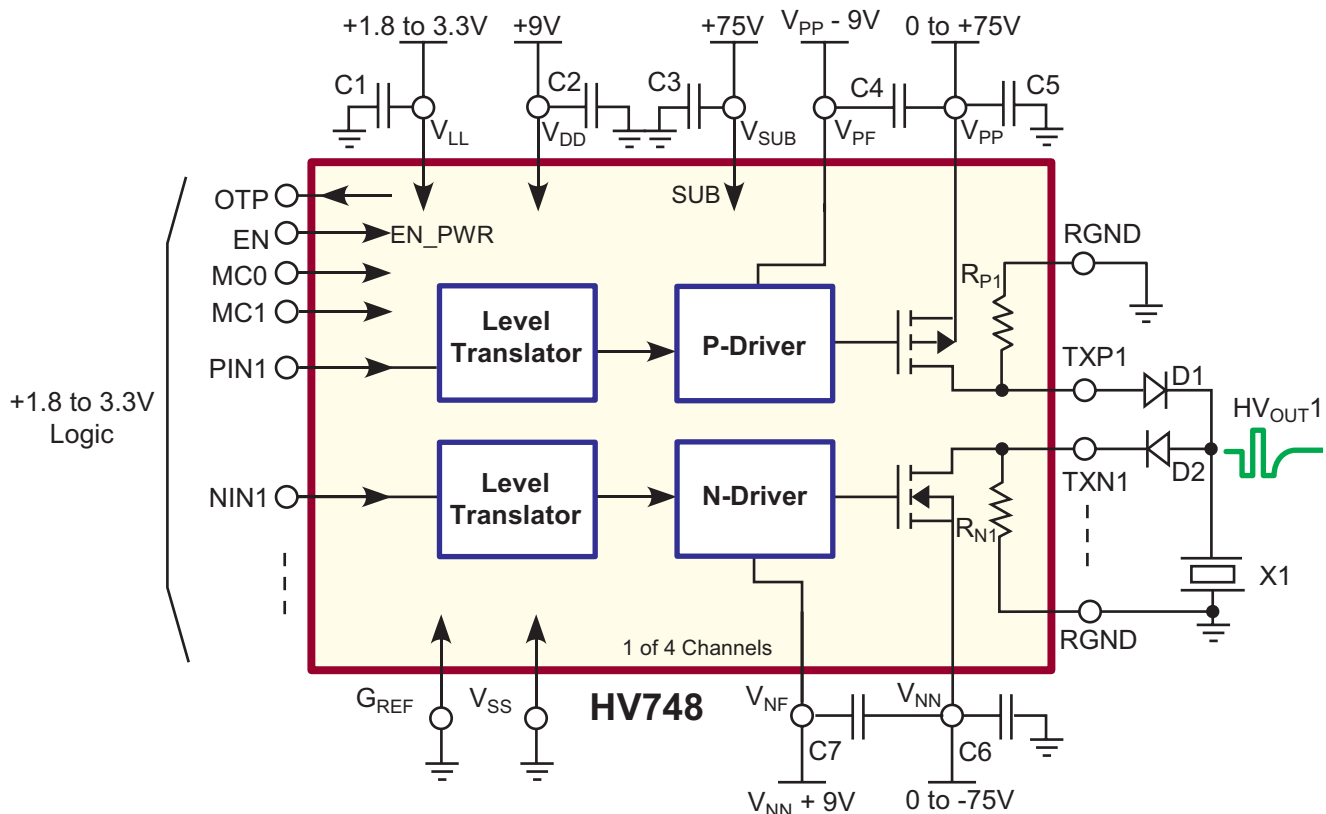 +1.8 to 3.3V
+9V
+75V
VPP - 9V
0 to +75V
C1
C2
C3
C4
C5
VLL
VDD
VSUB
VPF
VPP
OTP
EN
EN_PWR
SUB
MC0
MC1
PIN1
NIN1
+1.8 to 3.3V
Logic
Level
Translator
P-Driver
RP1
RGND
TXP1
D1
HVOUT1
Level
Translator
N-Driver
RN1
TXN1
D2
X1
RGND
1 of 4 Channels
GREF
VSS
HV748
VNF
VNN
C7
C6
VNN + 9V
0 to -75V